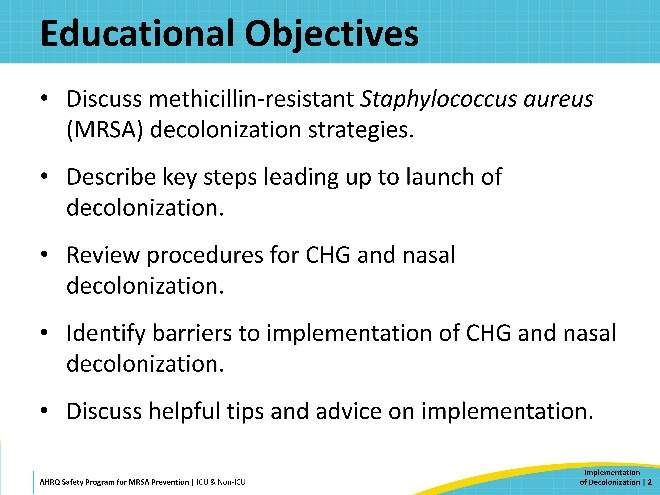 Educational Objectives
• Discuss methicillin-resistant Staphylococcus aureus
(MRSA) decolonization strategies.
• Describe key steps leading up to launch of
decolonization.
• Review procedures for CHG and nasal
decolonization.
• Identify barriers to implementation of CHG and nasal
decolonization.
• Discuss helpful tips and advice on implementation.
AHRQ Safety Program for MRSA Prevention | ICU & Non-ICU
Implementation
of Decolonization | 2